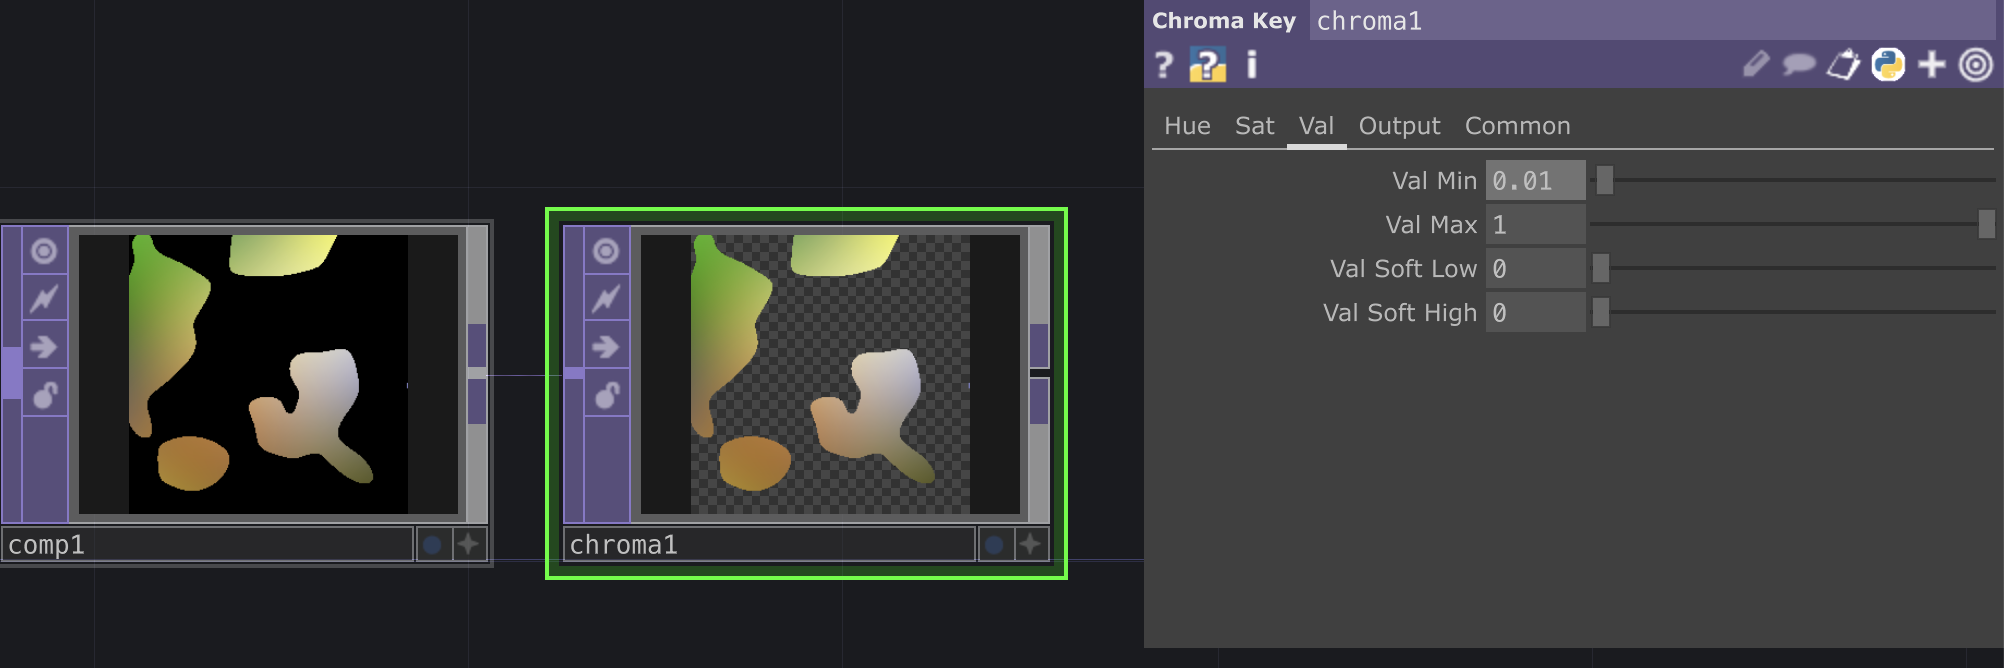 Chroma Key chroma1
? ? i
Hue Sat Val Output Common
Val Min 0.01
Val Max 1
Val Soft Low 0
Val Soft High 0
comp1
chroma1